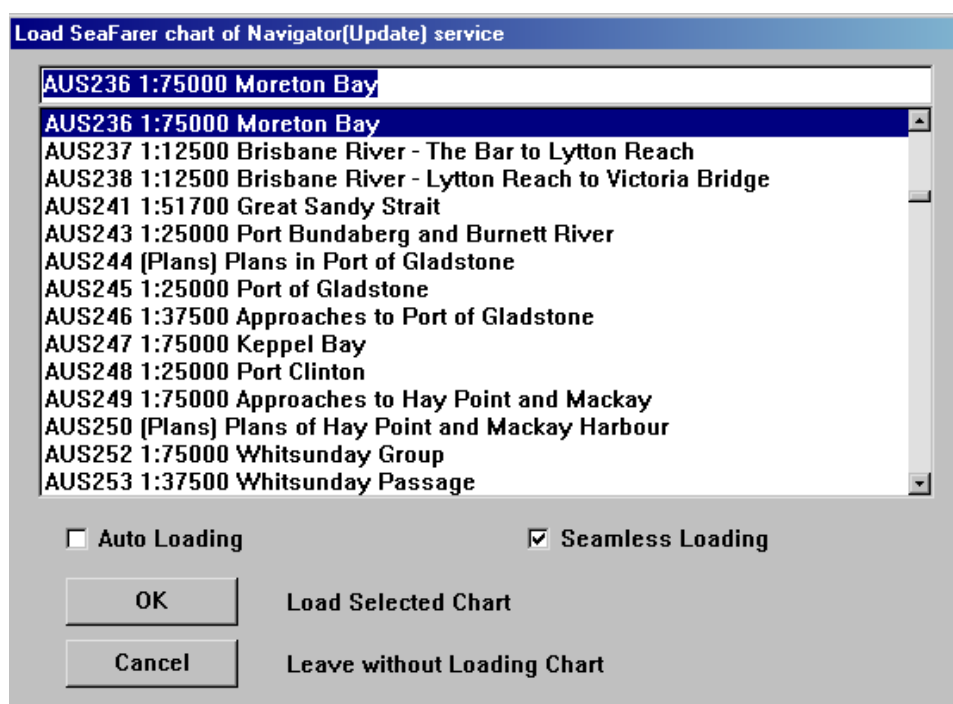 Load SeaFarer chart of Navigator(Update) service
AUS236 1:75000 Moreton Bay
AUS236 1:75000 Moreton Bay
AUS237 1:12500 Brisbane River - The Bar to Lytton Reach
AUS238 1:12500 Brisbane River - Lytton Reach to Victoria Bridge
AUS241 1:51700 Great Sandy Strait
AUS243 1:25000 Port Bundaberg and Burnett River
AUS244 (Plans) Plans in Port of Gladstone
AUS245 1:25000 Port of Gladstone
AUS246 1:37500 Approaches to Port of Gladstone
AUS247 1:75000 Keppel Bay
AUS248 1:25000 Port Clinton
AUS249 1:75000 Approaches to Hay Point and Mackay
AUS250 (Plans) Plans of Hay Point and Mackay Harbour
AUS252 1:75000 Whitsunday Group
AUS253 1:37500 Whitsunday Passage
Auto Loading Seamless Loading
OK Load Selected Chart
Cancel Leave without Loading Chart